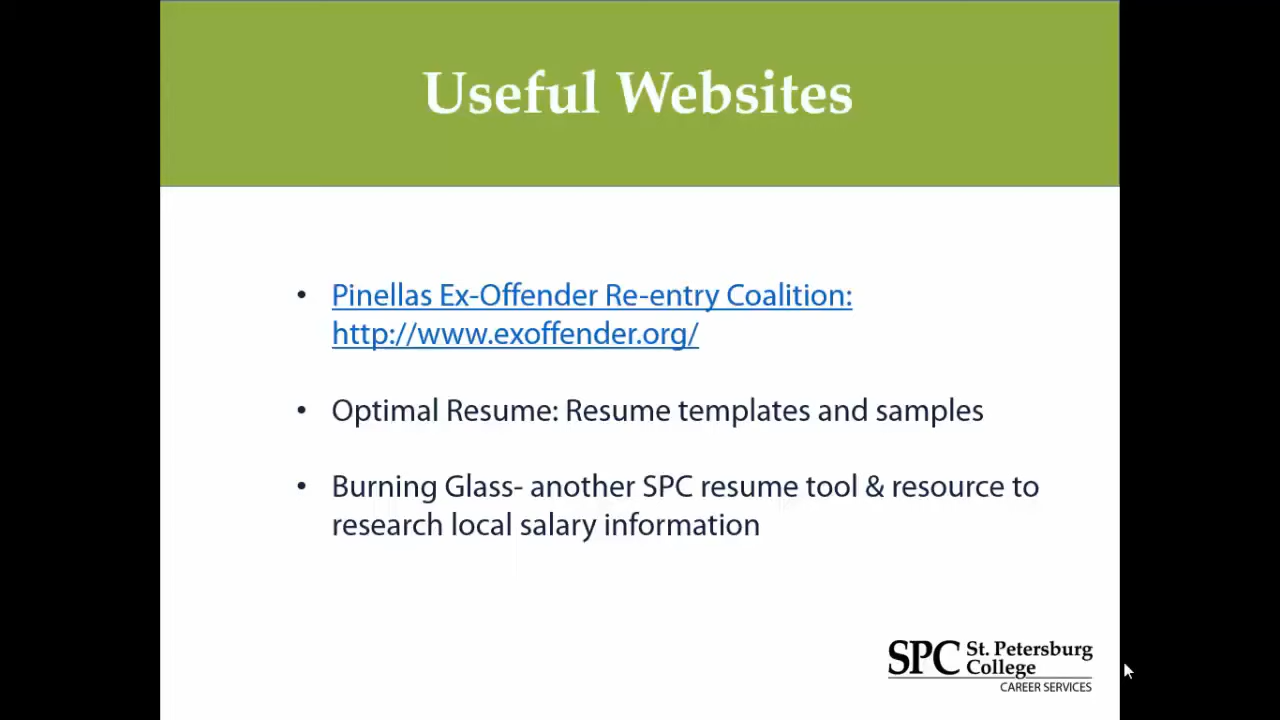 Useful Websites
• Pinellas Ex-Offender Re-entry Coalition:
http://www.exoffender.org/
• Optimal Resume: Resume templates and samples
• Burning Glass- another SPC resume tool & resource to
research local salary information
SPC St. Petersburg
College
CAREER SERVICES